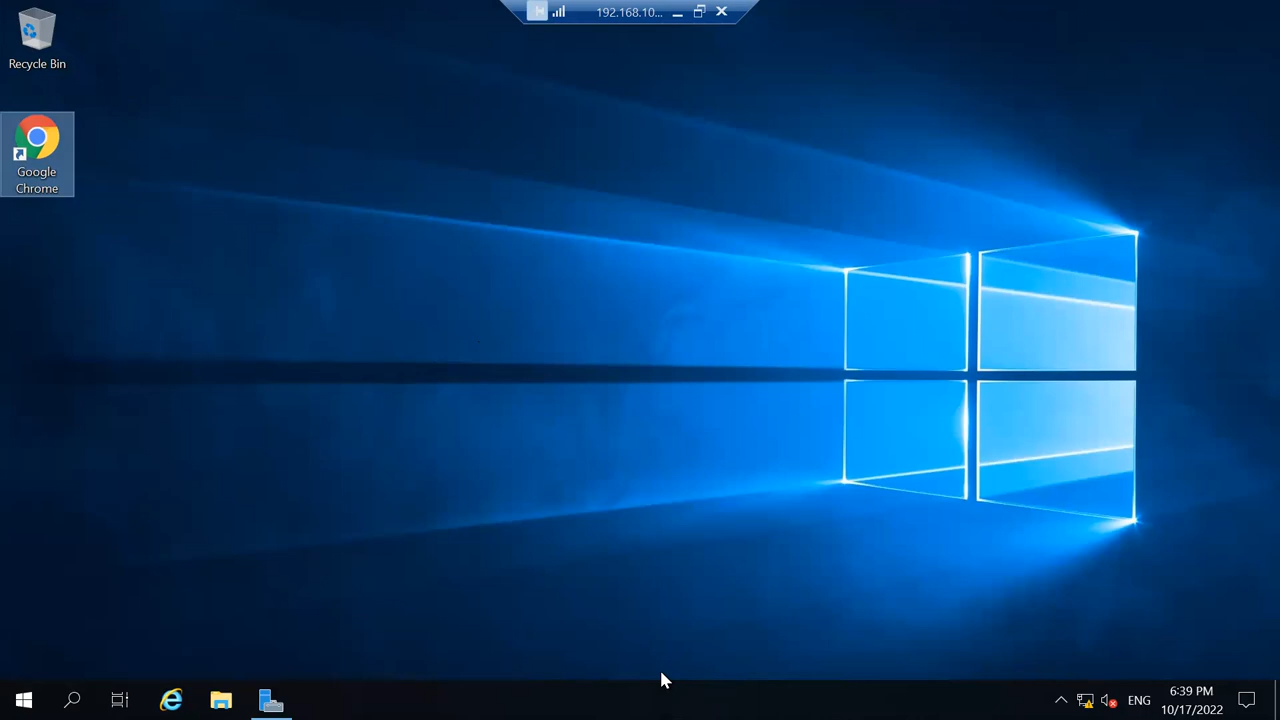 192.168.10...
Recycle Bin
Google
Chrome
ENG
6:39 PM
10/17/2022